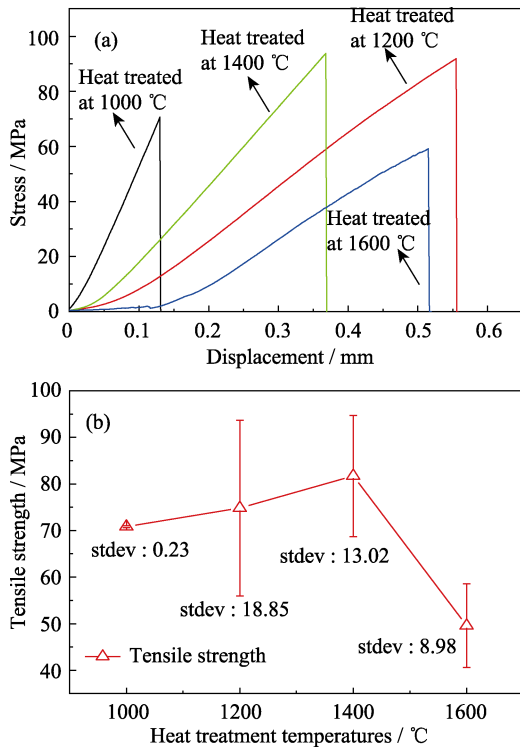 (a)
Heat treated
at 1000 ℃
Heat treated
at 1400 ℃
Heat treated
at 1200 ℃
Heat treated
at 1600 ℃
100
80
60
40
20
0
Stress / MPa
0 0.1 0.2 0.3 0.4 0.5 0.6
Displacement / mm
(b)
100
90
80
70
60
50
40
Tensile strength / MPa
stdev : 0.23
stdev : 18.85
stdev : 13.02
stdev : 8.98
Tensile strength
1000 1200 1400 1600
Heat treatment temperatures / ℃